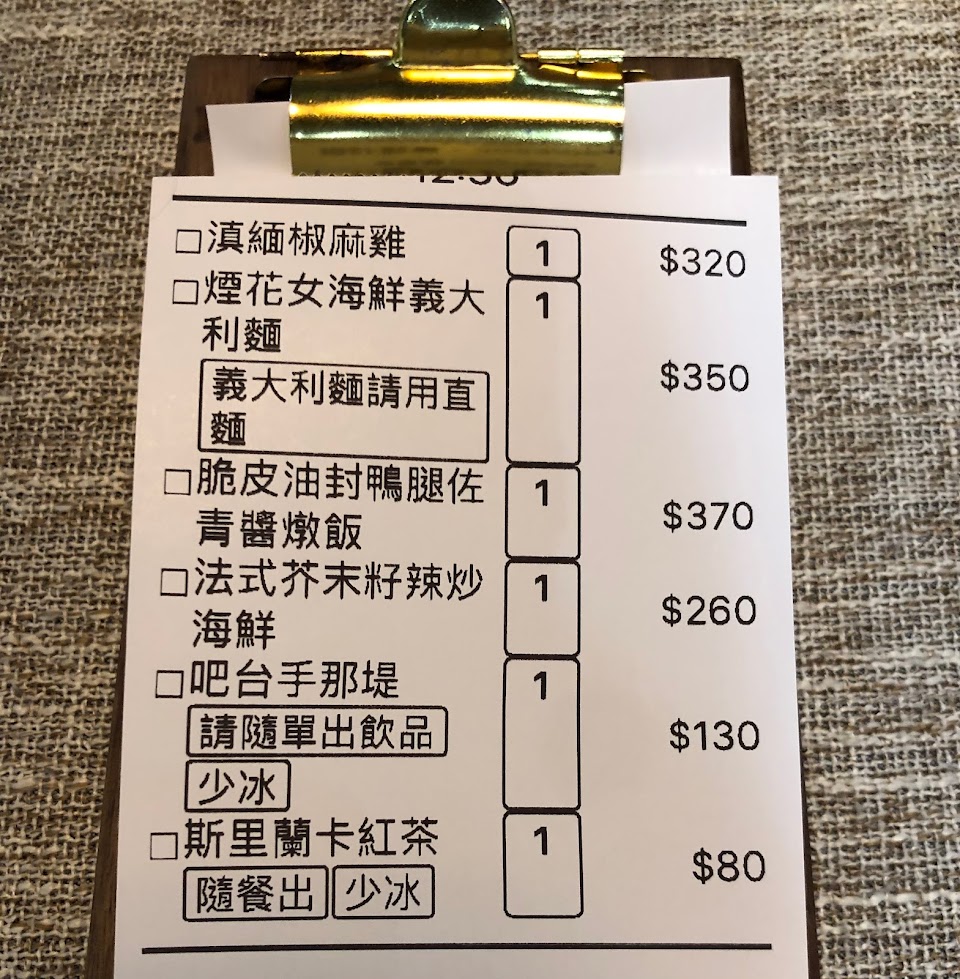 □滇緬椒麻雞 1 $320
□煙花女海鮮義大 1
利麵
$350
義大利麵請用直
麵
□脆皮油封鴨腿佐 1
$370
青醬燉飯
□法式芥末籽辣炒 1
$260
海鮮
□吧台手那堤 1
請隨單出飲品 $130
少冰
□斯里蘭卡紅茶 1
$80
隨餐出 少冰